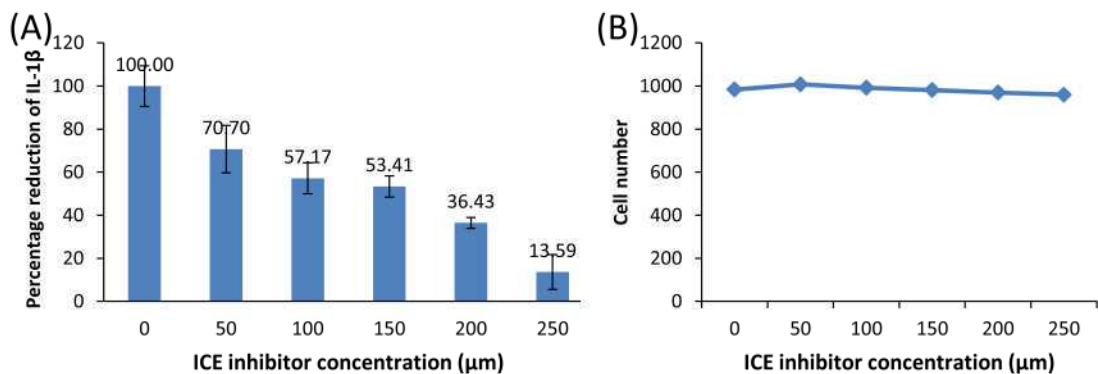 (A)
Percentage reduction of IL-1β
120
100
80
60
40
20
0
100.00
70.70
57.17
53.41
36.43
13.59
0 50 100 150 200 250
ICE inhibitor concentration (μm)
(B)
Cell number
1200
1000
800
600
400
200
0
0 50 100 150 200 250
ICE inhibitor concentration (μm)